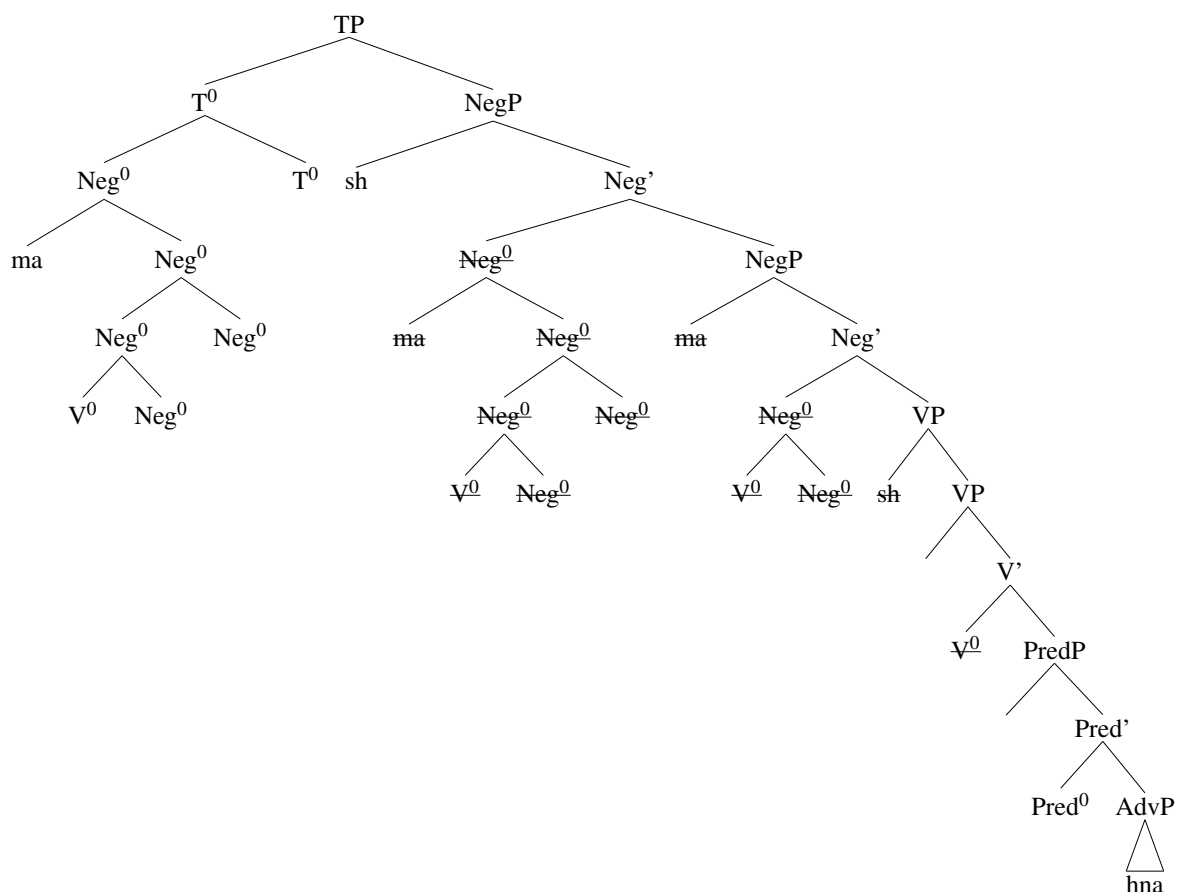 TP
T⁰ NegP
Neg⁰ T⁰ sh Neg’
ma Neg⁰ Neg⁰ NegP
Neg⁰ Neg⁰ ma Neg⁰ ma Neg’
V⁰ Neg⁰ Neg⁰ Neg⁰ Neg⁰ VP
V⁰ Neg⁰ V⁰ Neg⁰ sh VP
V’
V⁰ PredP
Pred’
Pred⁰ AdvP
hna